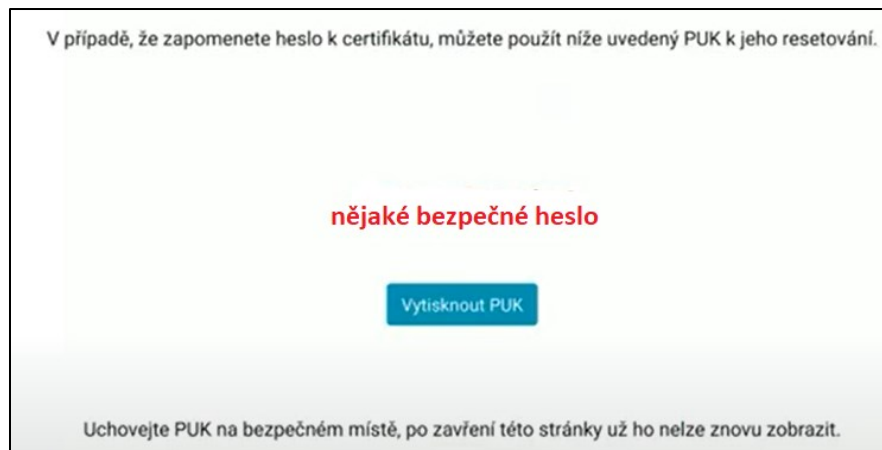 V případě, že zapomenete heslo k certifikátu, můžete použít níže uvedený PUK k jeho resetování.
nějaké bezpečné heslo
Vytisknout PUK
Uchovejte PUK na bezpečném místě, po zavření této stránky už ho nelze znovu zobrazit.